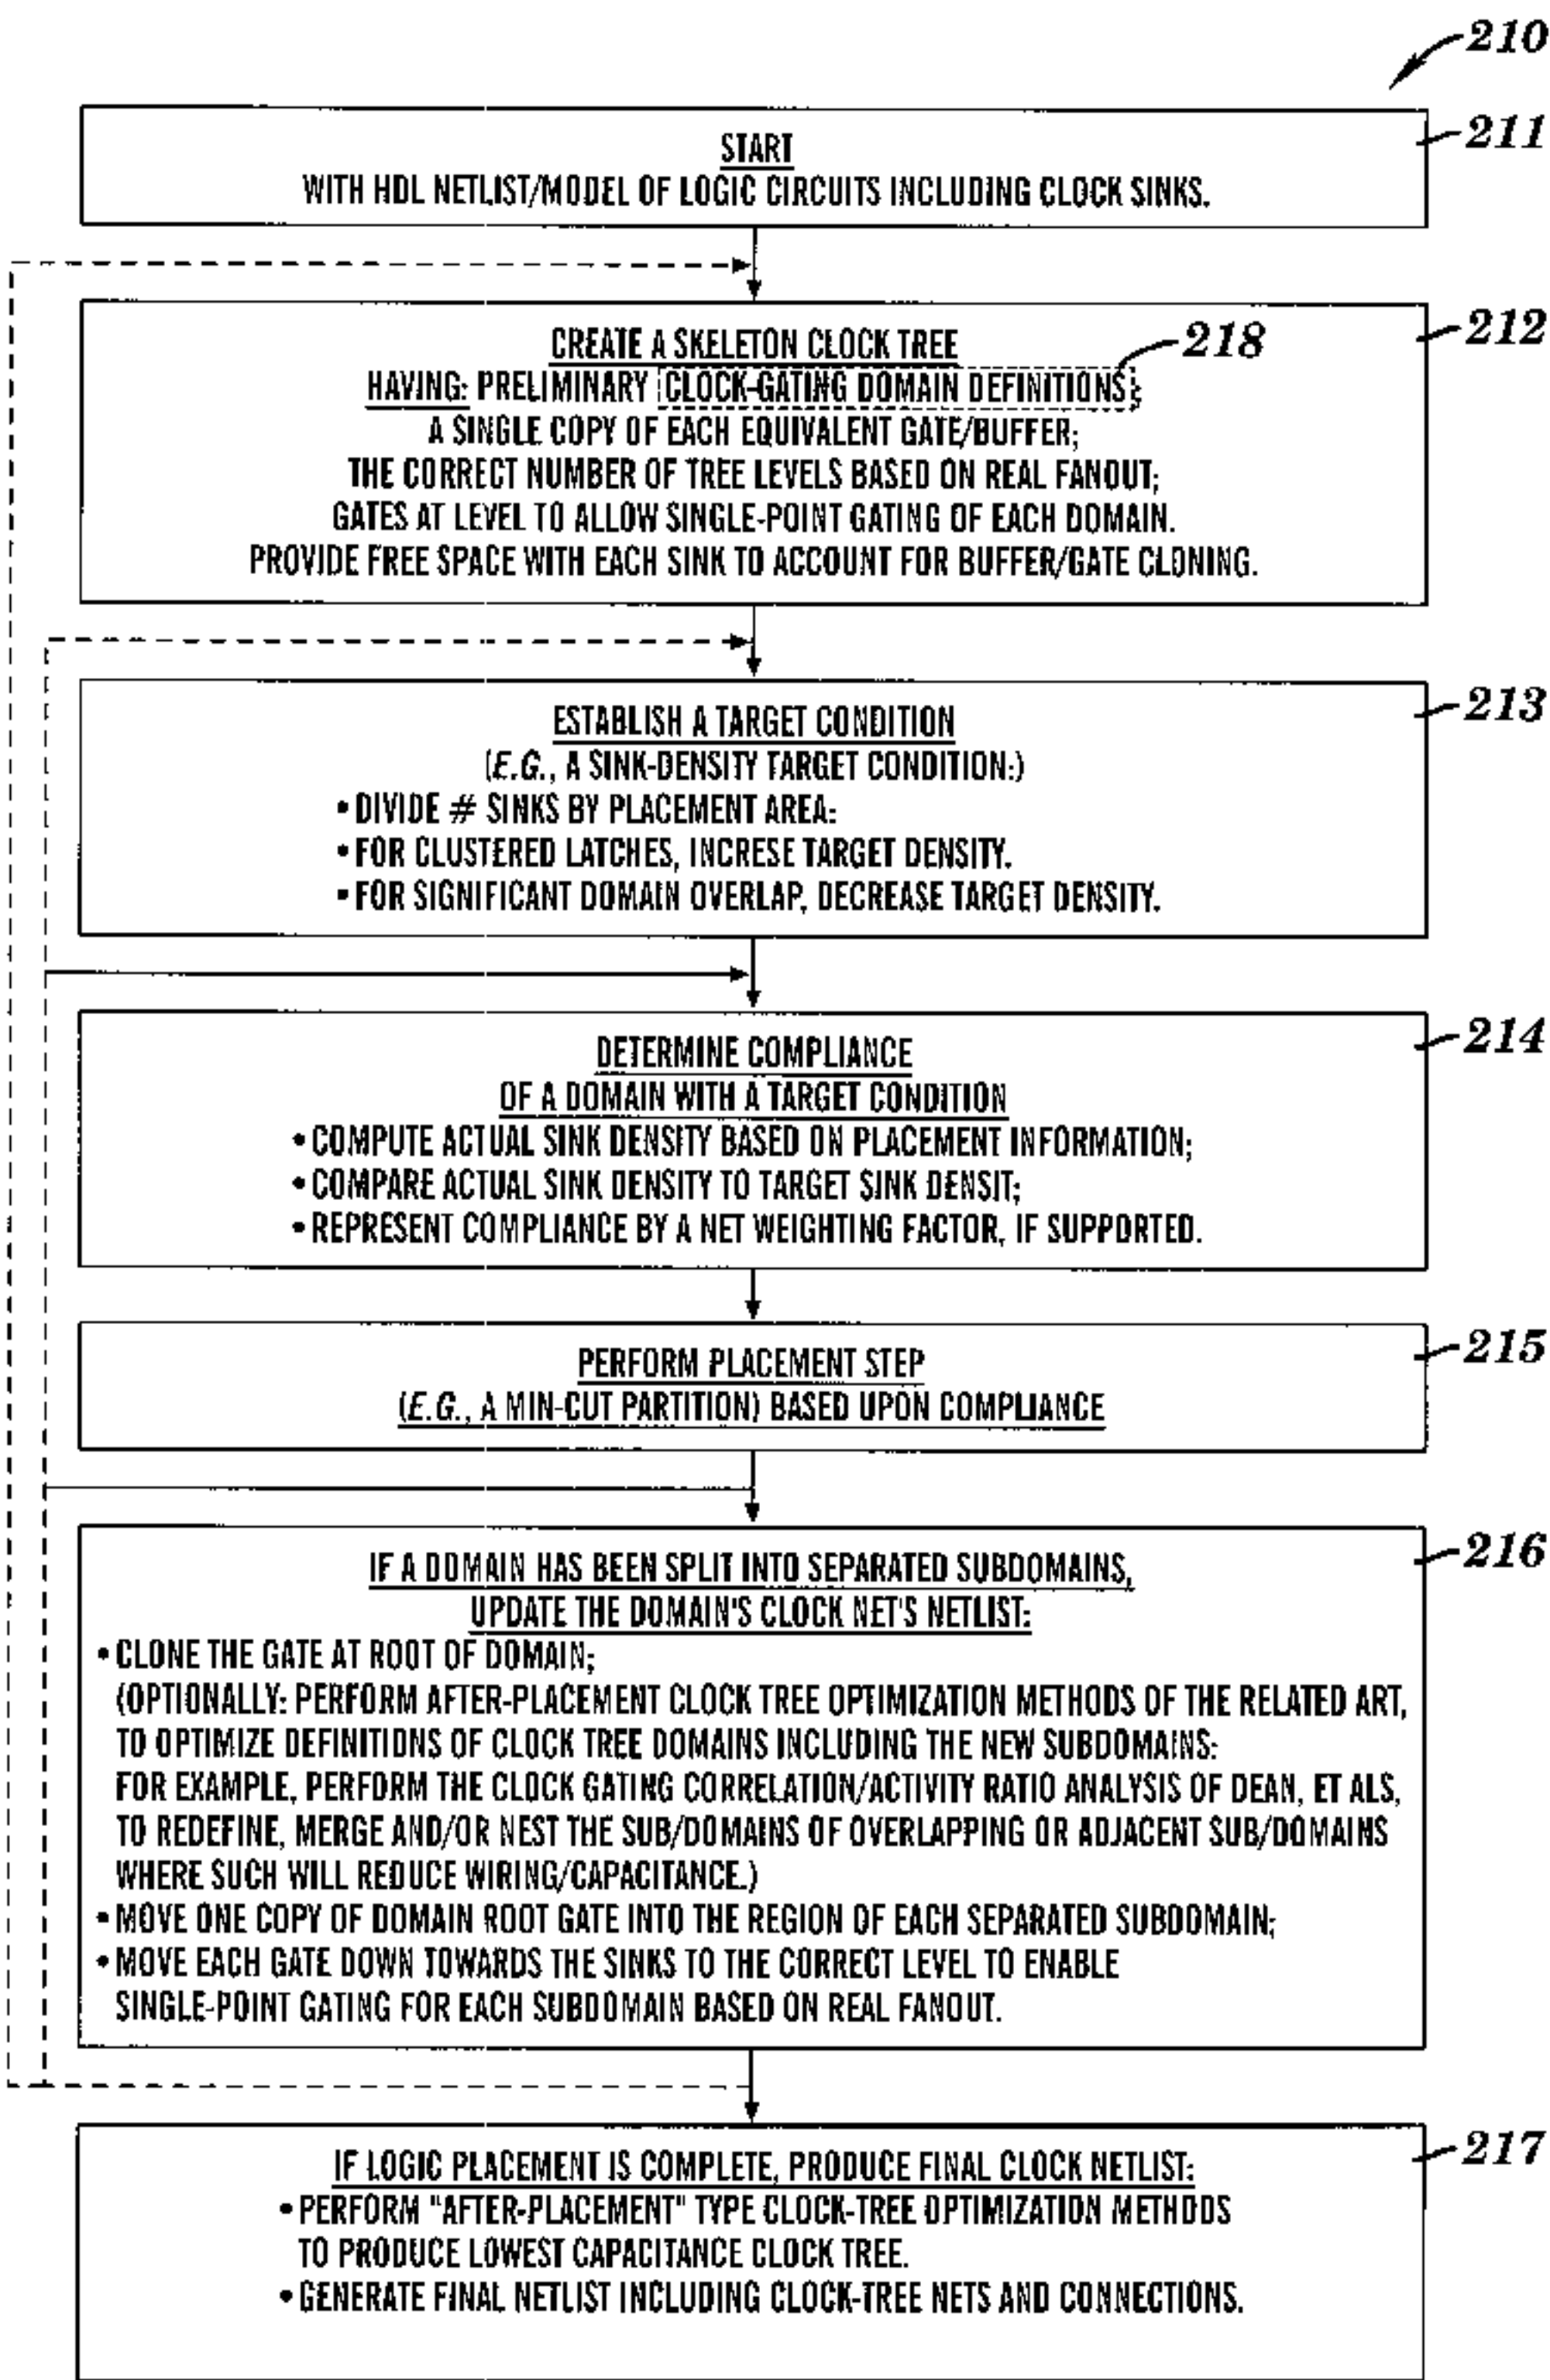 210
211
START
WITH HDL NETLIST/MODEL OF LOGIC CIRCUITS INCLUDING CLOCK SINKS.
212
CREATE A SKELETON CLOCK TREE
218
HAVING: PRELIMINARY CLOCK-GATING DOMAIN DEFINITIONS;
A SINGLE COPY OF EACH EQUIVALENT GATE/BUFFER;
THE CORRECT NUMBER OF TREE LEVELS BASED ON REAL FANOUT;
GATES AT LEVEL TO ALLOW SINGLE-POINT GATING OF EACH DOMAIN.
PROVIDE FREE SPACE WITH EACH SINK TO ACCOUNT FOR BUFFER/GATE CLONING.
213
ESTABLISH A TARGET CONDITION
(E.G., A SINK-DENSITY TARGET CONDITION:)
• DIVIDE # SINKS BY PLACEMENT AREA:
• FOR CLUSTERED LATCHES, INCRESE TARGET DENSITY.
• FOR SIGNIFICANT DOMAIN OVERLAP, DECREASE TARGET DENSITY.
214
DETERMINE COMPLIANCE
OF A DOMAIN WITH A TARGET CONDITION
• COMPUTE ACTUAL SINK DENSITY BASED ON PLACEMENT INFORMATION;
• COMPARE ACTUAL SINK DENSITY TO TARGET SINK DENSIT;
• REPRESENT COMPLIANCE BY A NET WEIGHTING FACTOR, IF SUPPORTED.
215
PERFORM PLACEMENT STEP
(E.G., A MIN-CUT PARTITION) BASED UPON COMPLIANCE
216
IF A DOMAIN HAS BEEN SPLIT INTO SEPARATED SUBDOMAINS,
UPDATE THE DOMAIN'S CLOCK NET'S NETLIST:
• CLONE THE GATE AT ROOT OF DOMAIN;
(OPTIONALLY: PERFORM AFTER-PLACEMENT CLOCK TREE OPTIMIZATION METHODS OF THE RELATED ART,
TO OPTIMIZE DEFINITIONS OF CLOCK TREE DOMAINS INCLUDING THE NEW SUBDOMAINS:
FOR EXAMPLE, PERFORM THE CLOCK GATING CORRELATION/ACTIVITY RATIO ANALYSIS OF DEAN, ET ALS,
TO REDEFINE, MERGE AND/OR NEST THE SUB/DOMAINS OF OVERLAPPING OR ADJACENT SUB/DOMAINS
WHERE SUCH WILL REDUCE WIRING/CAPACITANCE.)
• MOVE ONE COPY OF DOMAIN ROOT GATE INTO THE REGION OF EACH SEPARATED SUBDOMAIN;
• MOVE EACH GATE DOWN TOWARDS THE SINKS TO THE CORRECT LEVEL TO ENABLE
SINGLE-POINT GATING FOR EACH SUBDOMAIN BASED ON REAL FANOUT.
217
IF LOGIC PLACEMENT IS COMPLETE, PRODUCE FINAL CLOCK NETLIST:
• PERFORM "AFTER-PLACEMENT" TYPE CLOCK-TREE OPTIMIZATION METHODS
TO PRODUCE LOWEST CAPACITANCE CLOCK TREE.
• GENERATE FINAL NETLIST INCLUDING CLOCK-TREE NETS AND CONNECTIONS.